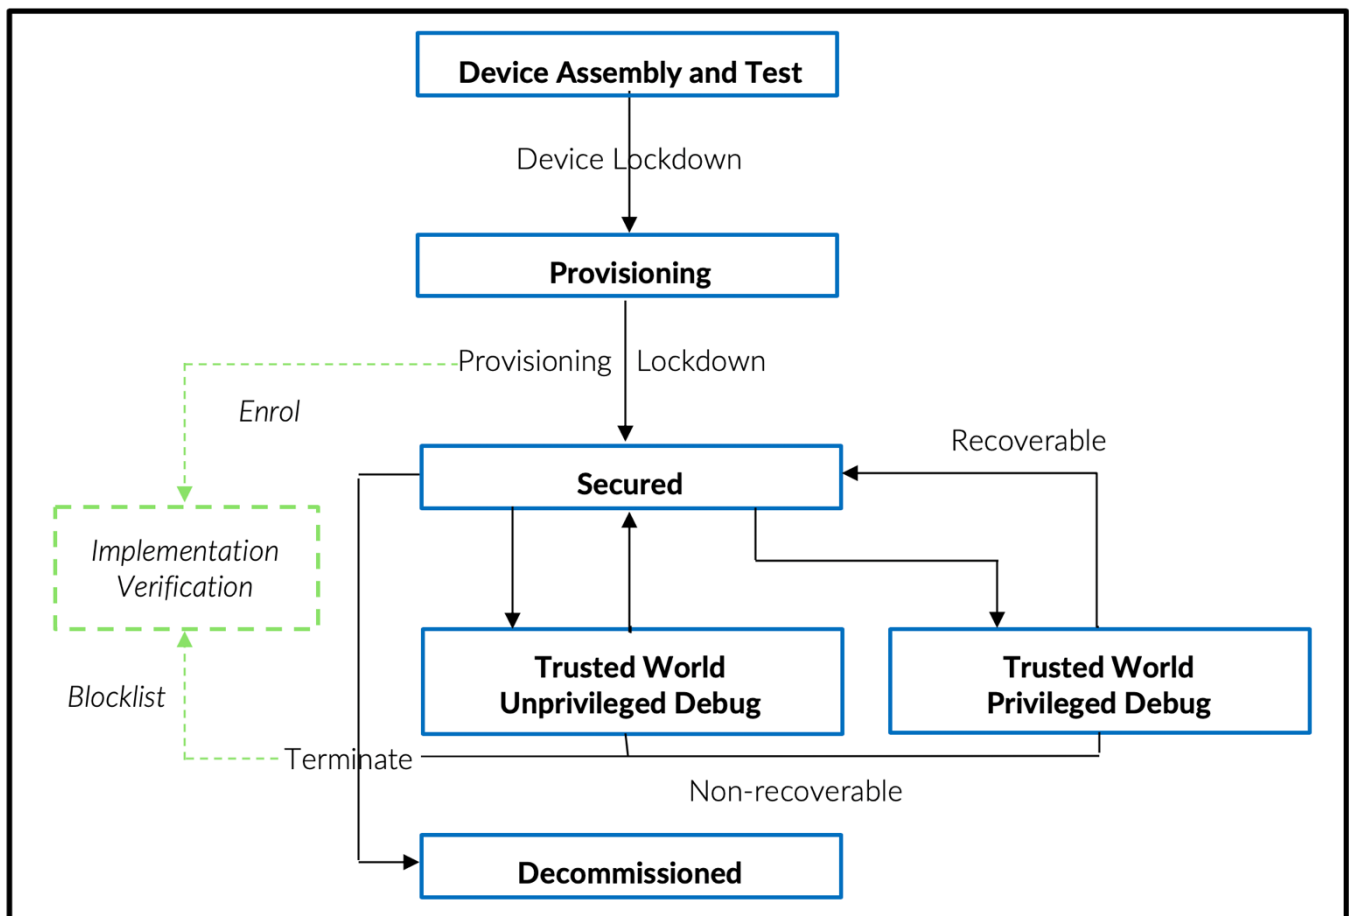 Device Assembly and Test
Device Lockdown
Provisioning
Provisioning Lockdown
Enrol
Recoverable
Secured
Implementation
Verification
Trusted World
Unprivileged Debug
Trusted World
Privileged Debug
Blocklist
Terminate
Non-recoverable
Decommissioned